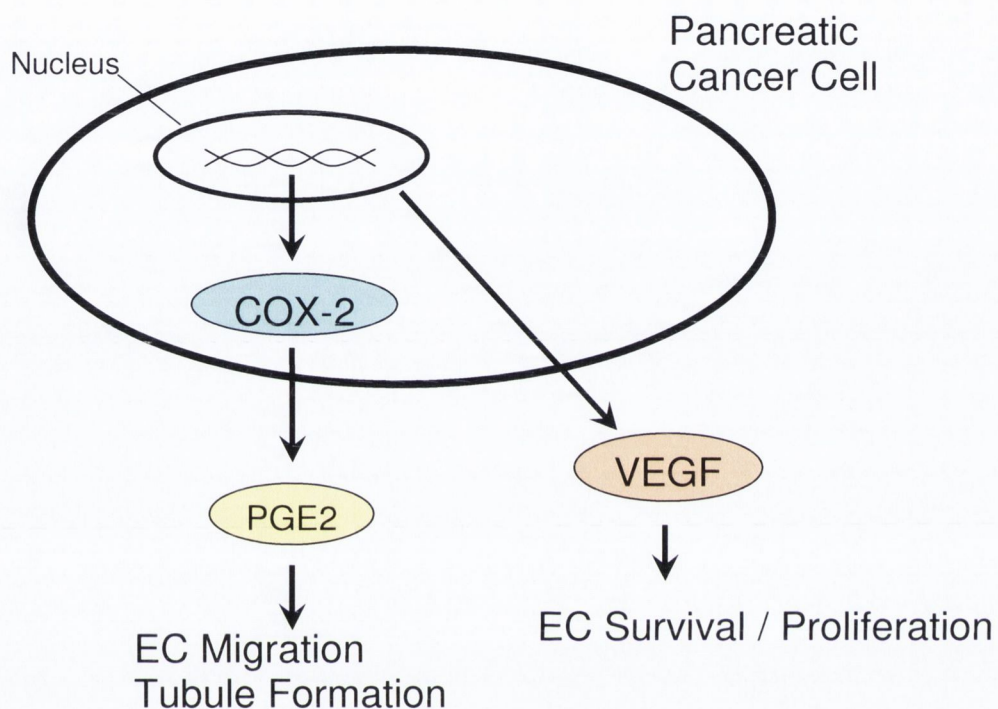 Pancreatic
Cancer Cell
Nucleus
COX-2
VEGF
PGE2
EC Survival / Proliferation
EC Migration
Tubule Formation